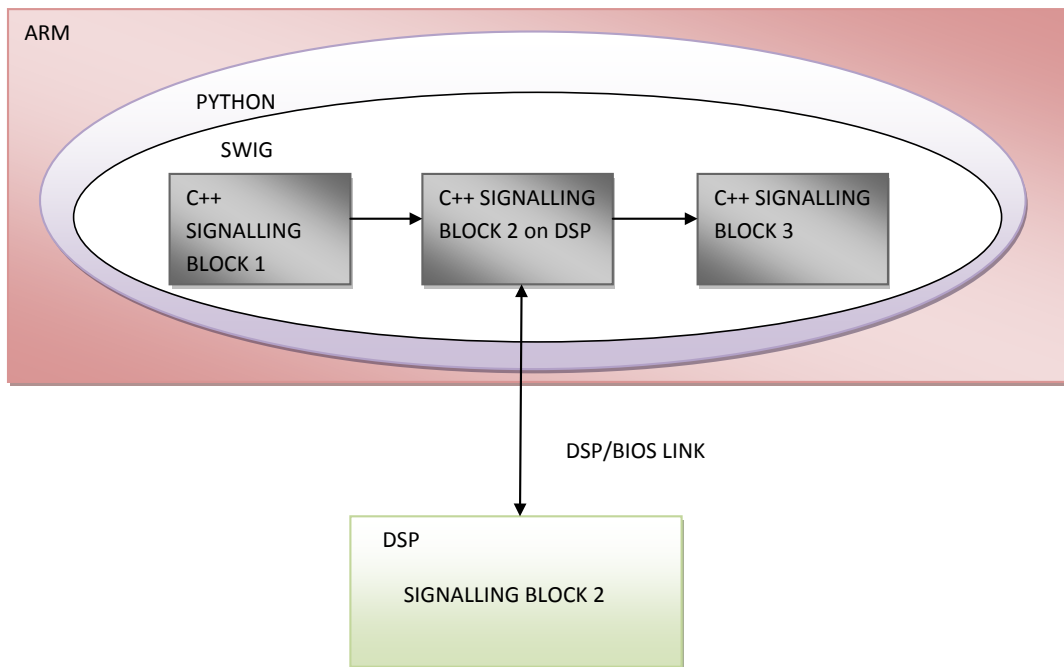 ARM
PYTHON
SWIG
C++
SIGNALLING
BLOCK 1
C++ SIGNALLING
BLOCK 2 on DSP
C++ SIGNALLING
BLOCK 3
DSP/BIOS LINK
DSP
SIGNALLING BLOCK 2